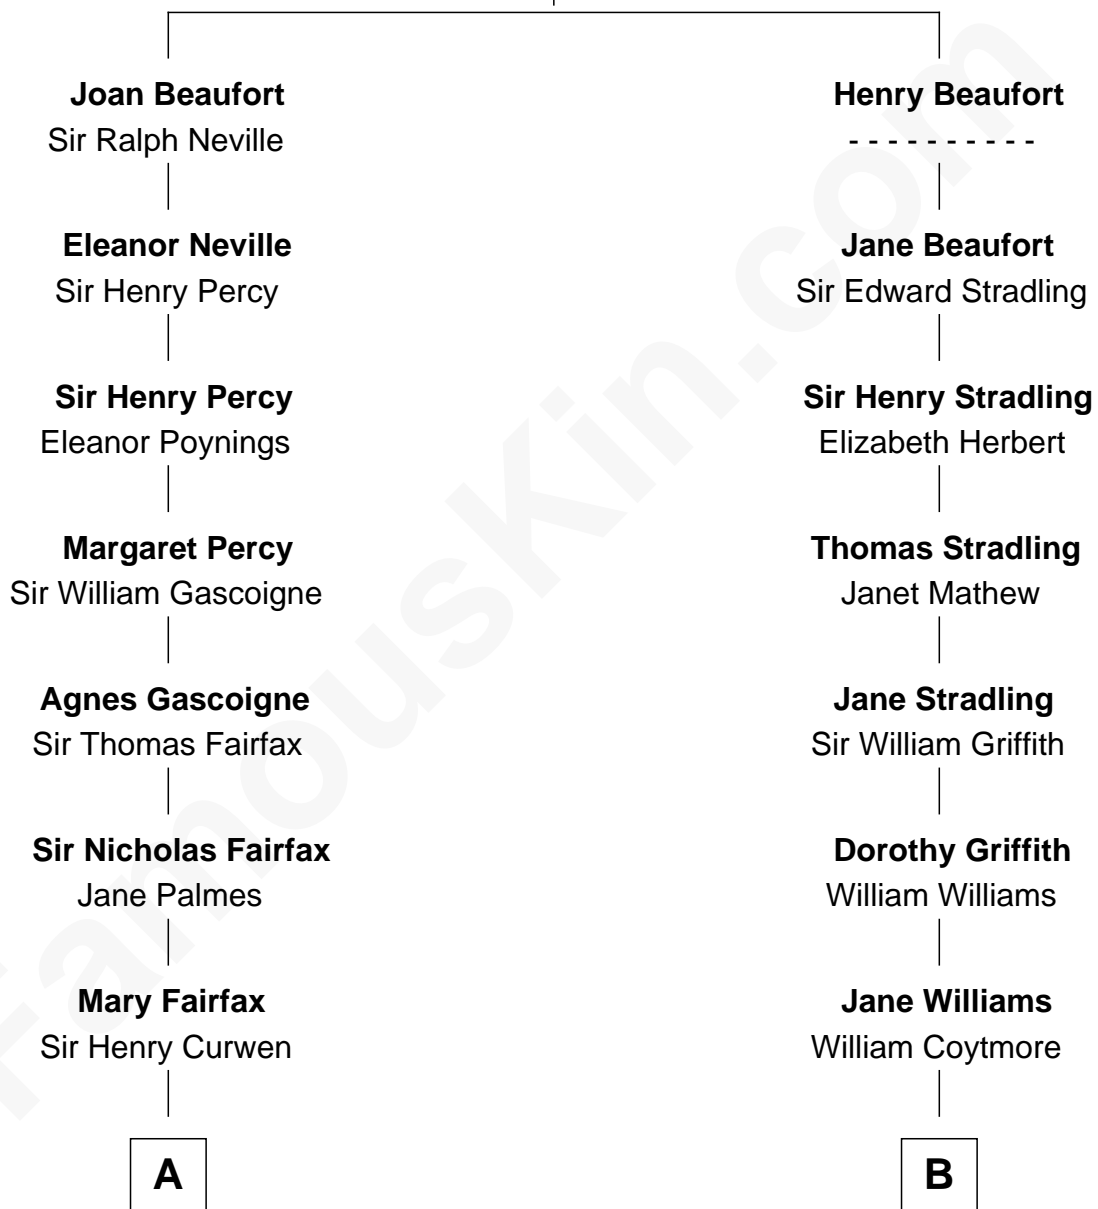 Joan Beaufort
Sir Ralph Neville
Eleanor Neville
Sir Henry Percy
Sir Henry Percy
Eleanor Poynings
Margaret Percy
Sir William Gascoigne
Agnes Gascoigne
Sir Thomas Fairfax
Sir Nicholas Fairfax
Jane Palmes
Mary Fairfax
Sir Henry Curwen
A
Henry Beaufort
- - - - - - - - - -
Jane Beaufort
Sir Edward Stradling
Sir Henry Stradling
Elizabeth Herbert
Thomas Stradling
Janet Mathew
Jane Stradling
Sir William Griffith
Dorothy Griffith
William Williams
Jane Williams
William Coytmore
B
FamousKin.com